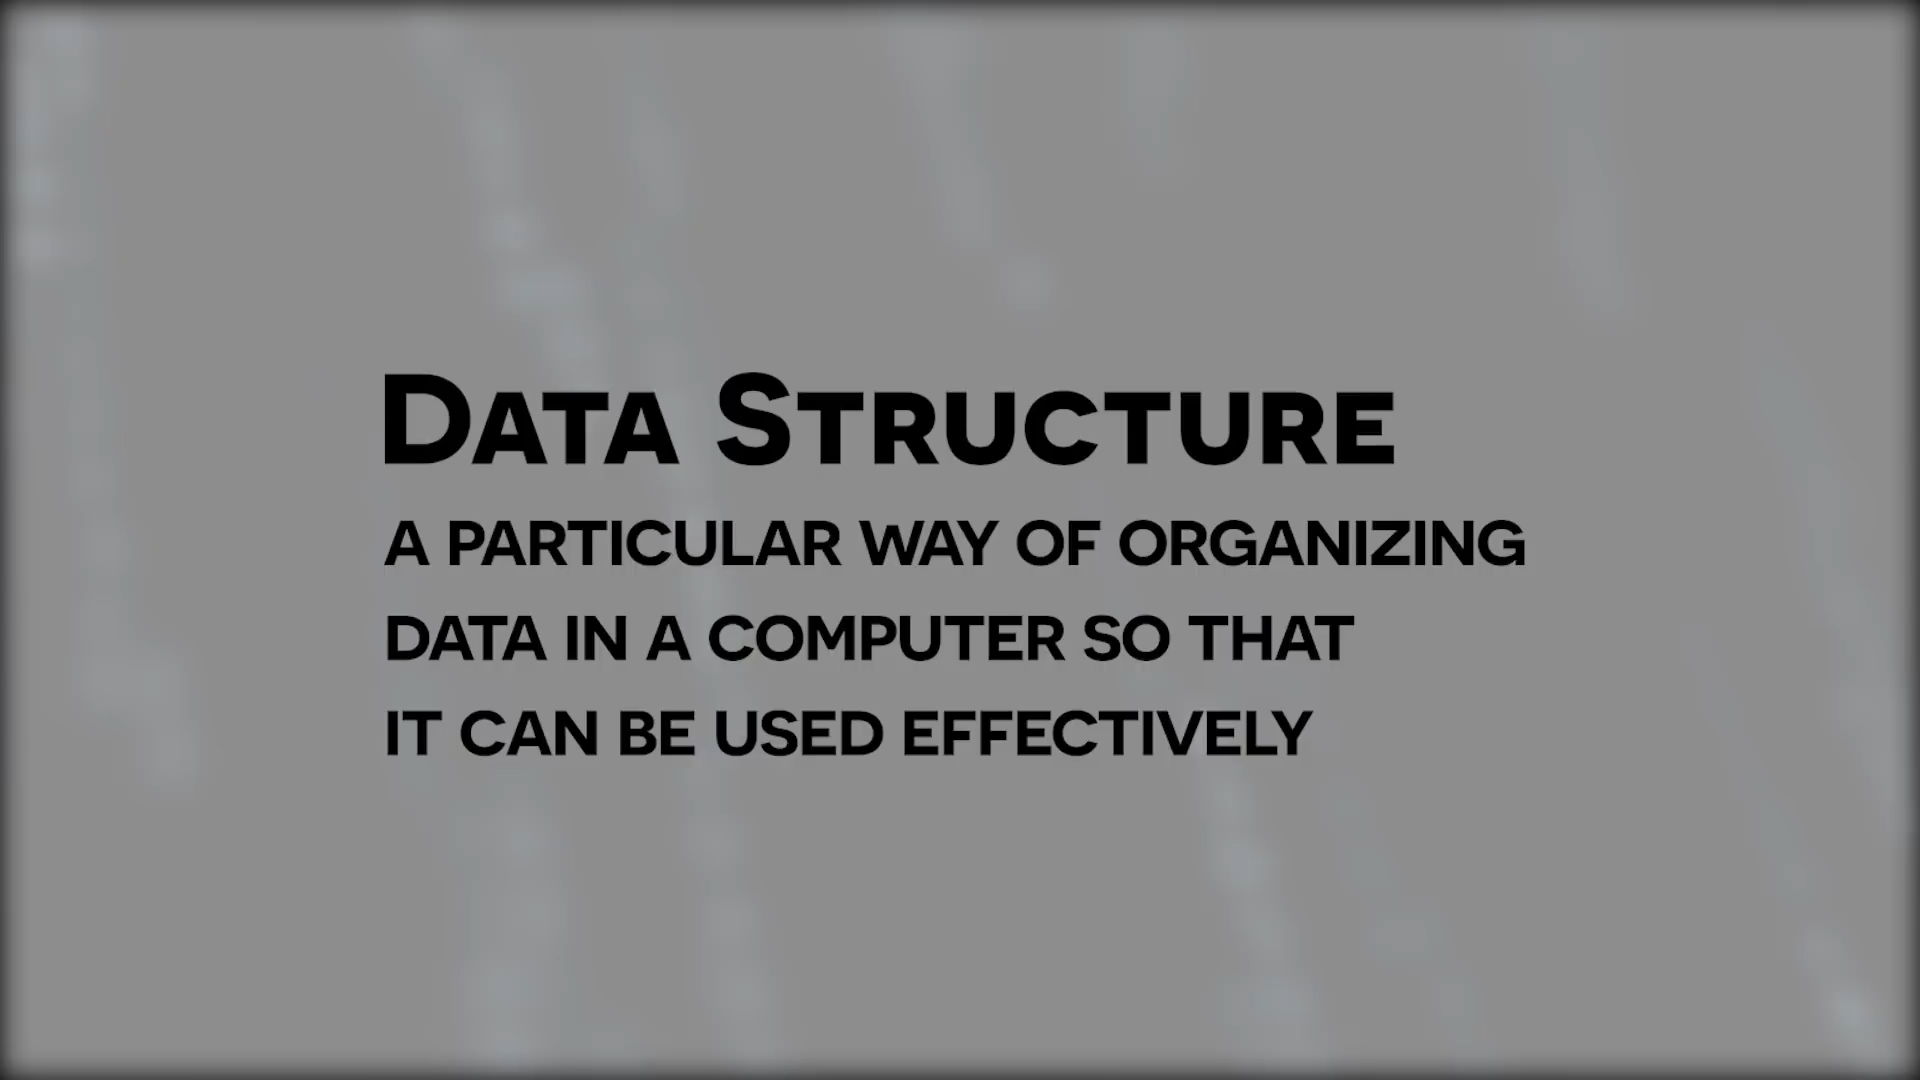 Data Structure
A PARTICULAR WAY OF ORGANIZING
DATA IN A COMPUTER SO THAT
IT CAN BE USED EFFECTIVELY